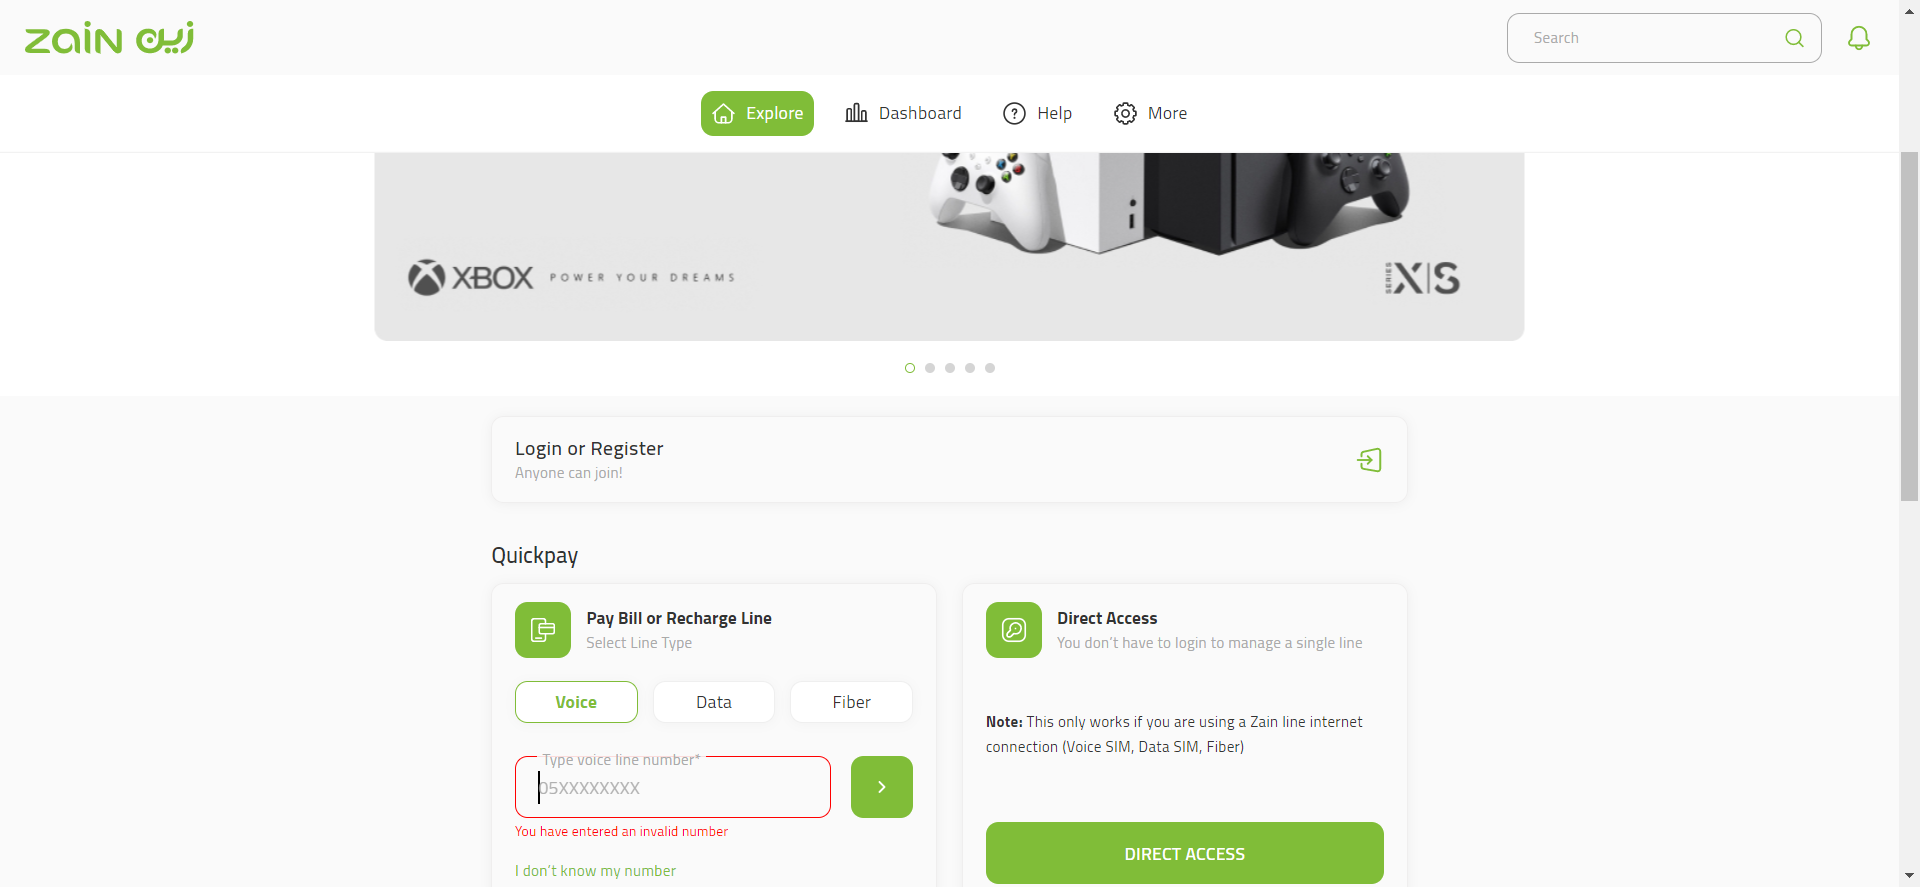 zain زين
Search
Explore
Dashboard
Help
More
XBOX POWER YOUR DREAMS
SERIES X|S
Login or Register
Anyone can join!
Quickpay
Pay Bill or Recharge Line
Select Line Type
Voice
Data
Fiber
Type voice line number*
05XXXXXXXX
You have entered an invalid number
I don't know my number
Direct Access
You don't have to login to manage a single line
Note: This only works if you are using a Zain line internet
connection (Voice SIM, Data SIM, Fiber)
DIRECT ACCESS